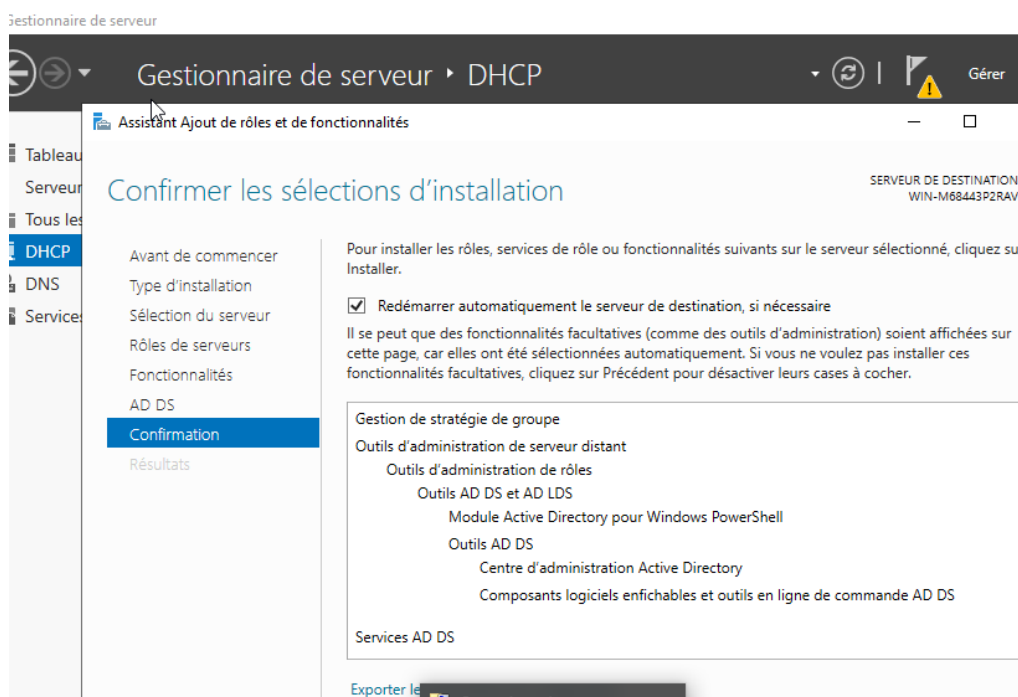 Gestionnaire de serveur
Gestionnaire de serveur DHCP
Gérer
Assistant Ajout de rôles et de fonctionnalités
Tableau
Serveur
Tous les
DHCP
DNS
Services
Confirmer les sélections d'installation
SERVEUR DE DESTINATION
WIN-M68443P2RAV
Avant de commencer
Type d'installation
Sélection du serveur
Rôles de serveurs
Fonctionnalités
AD DS
Confirmation
Résultats
Pour installer les rôles, services de rôle ou fonctionnalités suivants sur le serveur sélectionné, cliquez su
Installer.
Redémarrer automatiquement le serveur de destination, si nécessaire
Il se peut que des fonctionnalités facultatives (comme des outils d'administration) soient affichées sur
cette page, car elles ont été sélectionnées automatiquement. Si vous ne voulez pas installer ces
fonctionnalités facultatives, cliquez sur Précédent pour désactiver leurs cases à cocher.
Gestion de stratégie de groupe
Outils d'administration de serveur distant
Outils d'administration de rôles
Outils AD DS et AD LDS
Module Active Directory pour Windows PowerShell
Outils AD DS
Centre d'administration Active Directory
Composants logiciels enfichables et outils en ligne de commande AD DS
Services AD DS
Exporter le